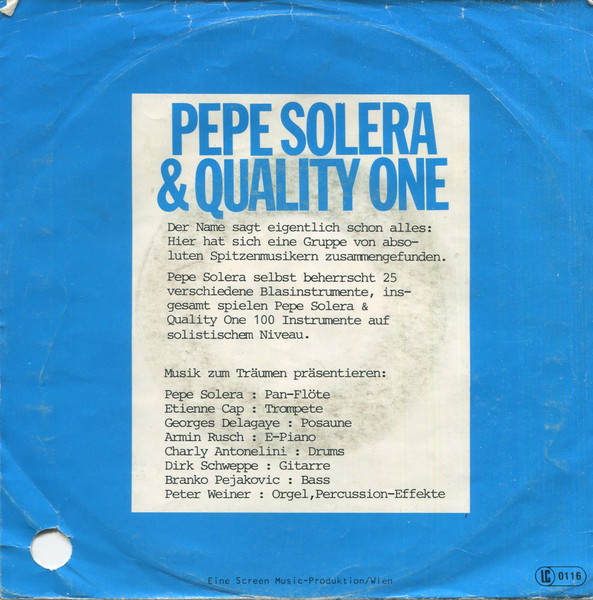 PEPE SOLERA
& QUALITY ONE
Der Name sagt eigentlich schon alles:
Hier hat sich eine Gruppe von abso-
luten Spitzenmusikern zusammengefunden.
Pepe Solera selbst beherrscht 25
verschiedene Blasinstrumente, ins-
gesamt spielen Pepe Solera &
Quality One 100 Instrumente auf
solistischem Niveau.
Musik zum Träumen präsentieren:
Pepe Solera : Pan-Flöte
Etienne Cap : Trompete
Georges Delagaye : Posaune
Armin Rusch : E-Piano
Charly Antonelini : Drums
Dirk Schweppe : Gitarre
Branko Pejakovic : Bass
Peter Weiner : Orgel,Percussion-Effekte
Eine Screen Music-Produktion/Wien
LC 0116